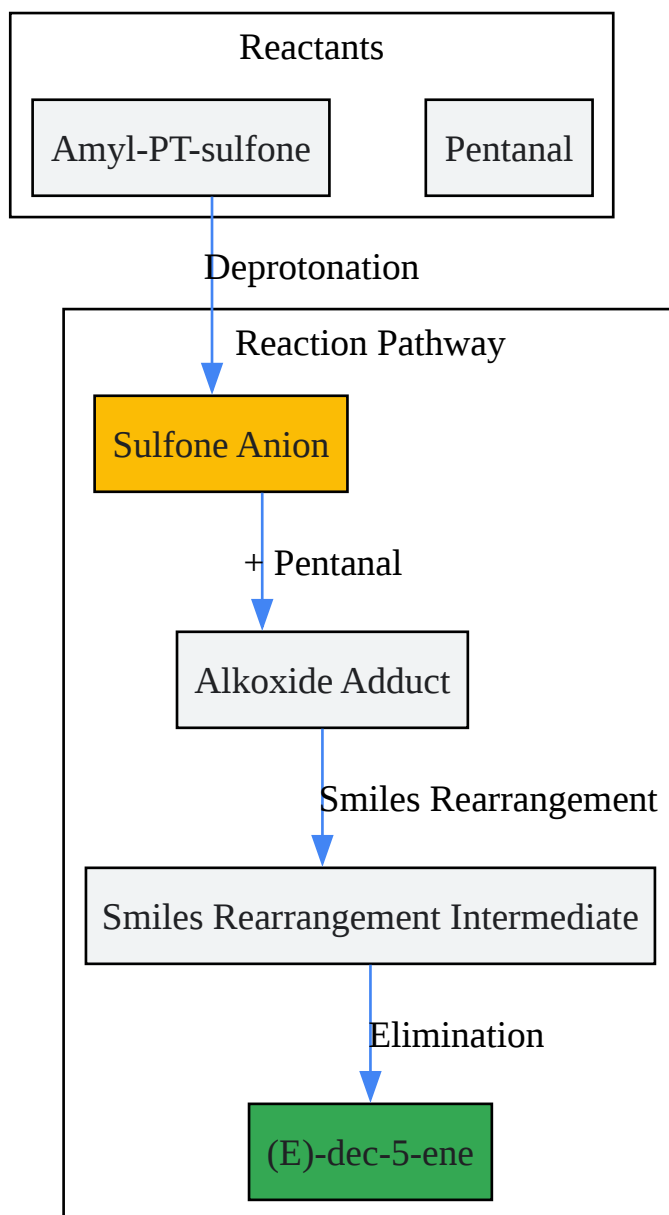 Reactants
Amyl-PT-sulfone
Pentanal
Deprotonation
Reaction Pathway
Sulfone Anion
+ Pentanal
Alkoxide Adduct
Smiles Rearrangement
Smiles Rearrangement Intermediate
Elimination
(E)-dec-5-ene